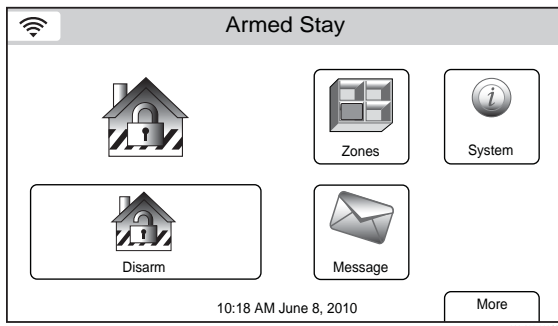 Armed Stay
i
Zones
System
Disarm
Message
10:18 AM June 8, 2010
More